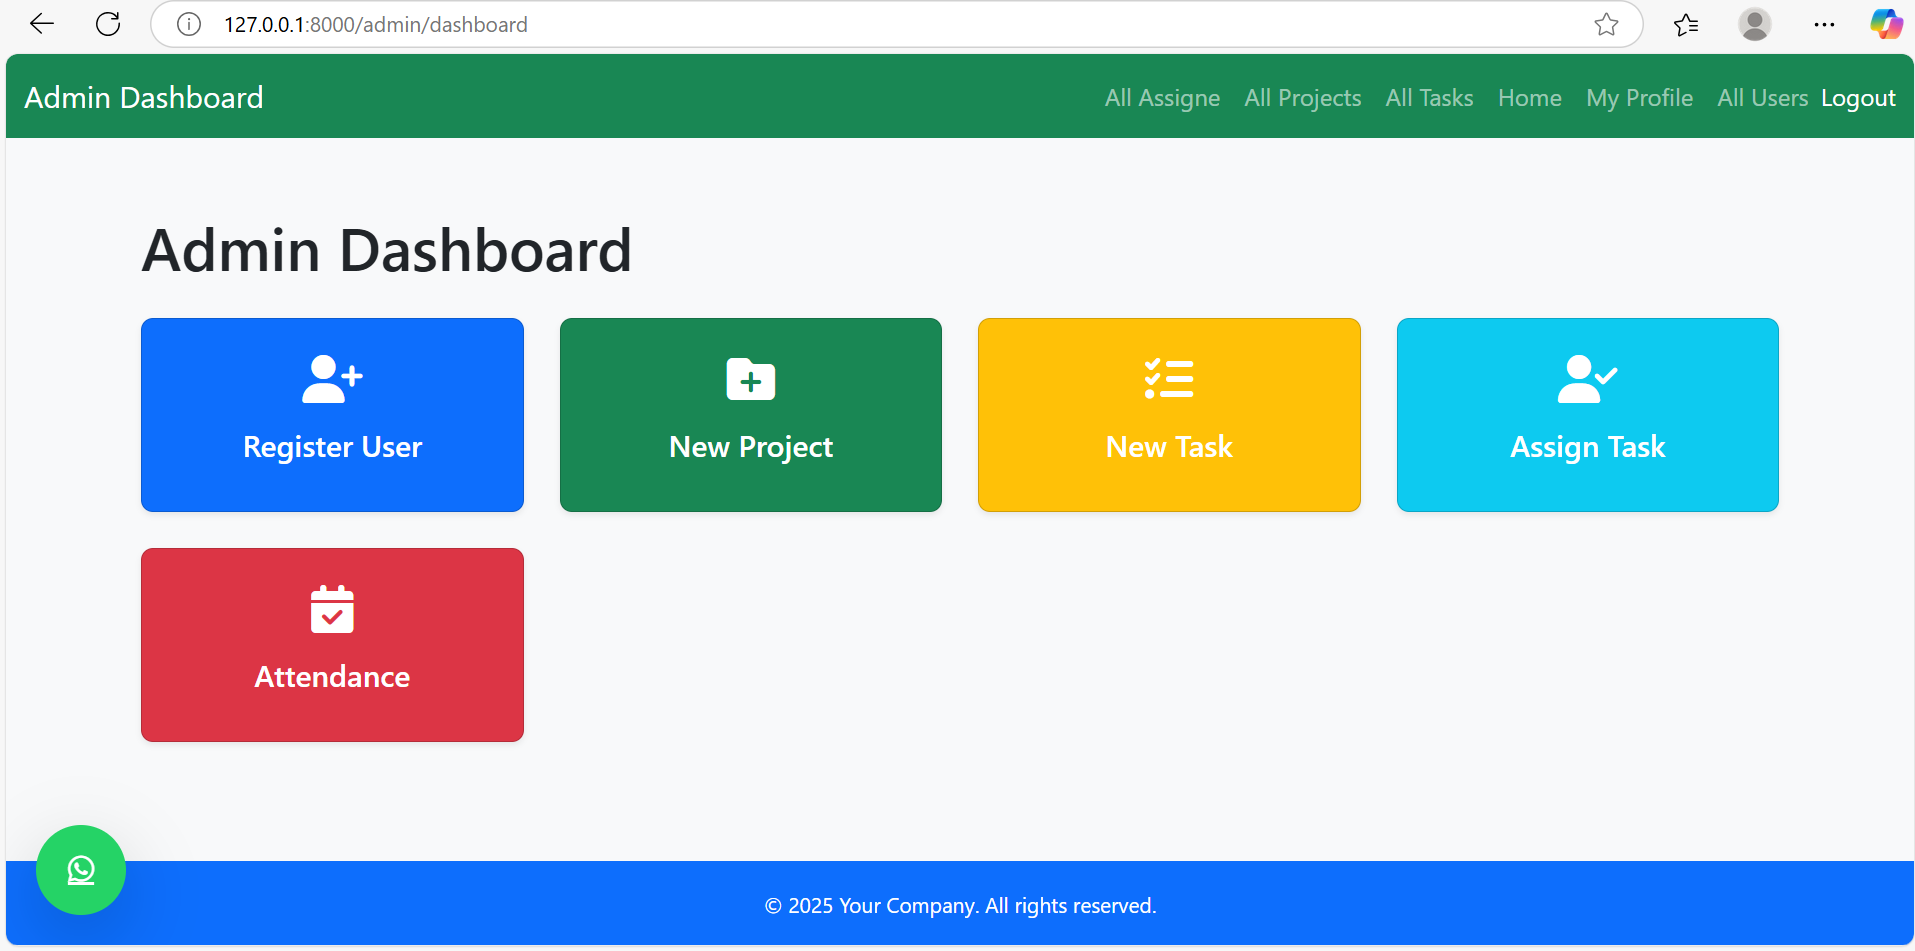 127.0.0.1:8000/admin/dashboard
Admin Dashboard
All Assigne All Projects All Tasks Home My Profile All Users Logout
Admin Dashboard
Register User
New Project
New Task
Assign Task
Attendance
© 2025 Your Company. All rights reserved.